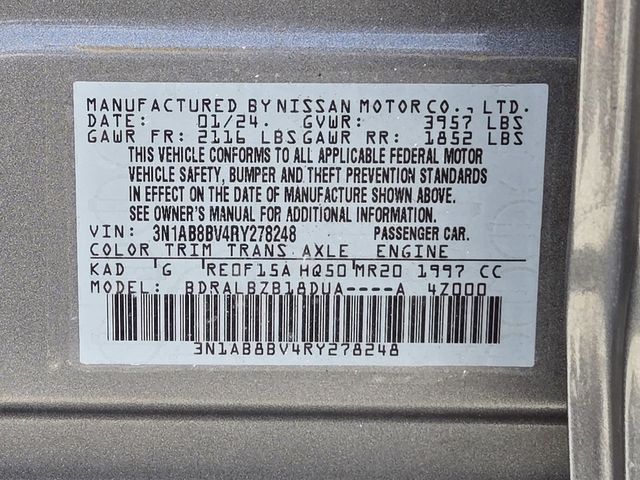 MANUFACTURED BY NISSAN MOTOR CO., LTD.
DATE: 01/24. GVWR: 3957 LBS
GAWR FR: 2116 LBS GAWR RR: 1852 LBS
THIS VEHICLE CONFORMS TO ALL APPLICABLE FEDERAL MOTOR
VEHICLE SAFETY, BUMPER AND THEFT PREVENTION STANDARDS
IN EFFECT ON THE DATE OF MANUFACTURE SHOWN ABOVE.
SEE OWNER'S MANUAL FOR ADDITIONAL INFORMATION.
VIN: 3N1AB8BV4RY278248 PASSENGER CAR.
COLOR TRIM TRANS AXLE ENGINE
KAD G RE0F15A HQ50 MR20 1997 CC
MODEL: BDRALBZB18DUA----A 4Z000
3N1AB8BV4RY278248